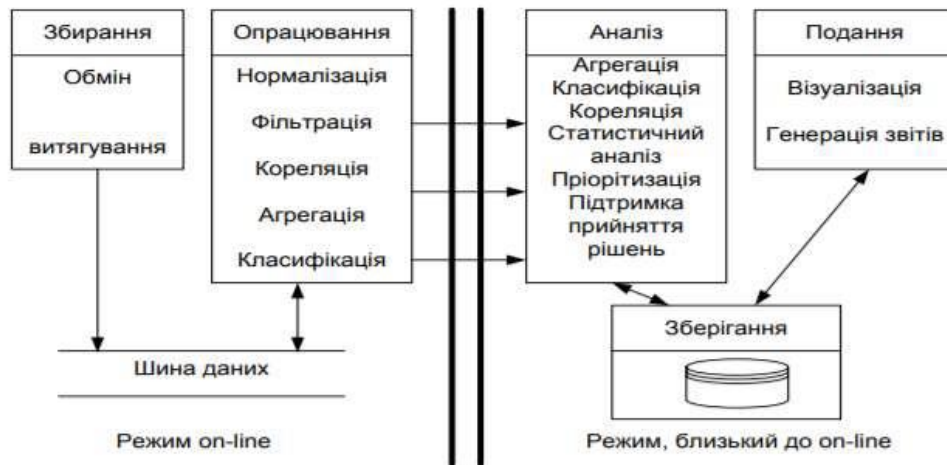 Збирання
Обмін
витягування
Опрацювання
Нормалізація
Фільтрація
Кореляція
Агрегація
Класифікація
Шина даних
Режим on-line
Аналіз
Агрегація
Класифікація
Кореляція
Статистичний
аналіз
Пріорітизація
Підтримка
прийняття
рішень
Подання
Візуалізація
Генерація звітів
Зберігання
Режим, близький до on-line